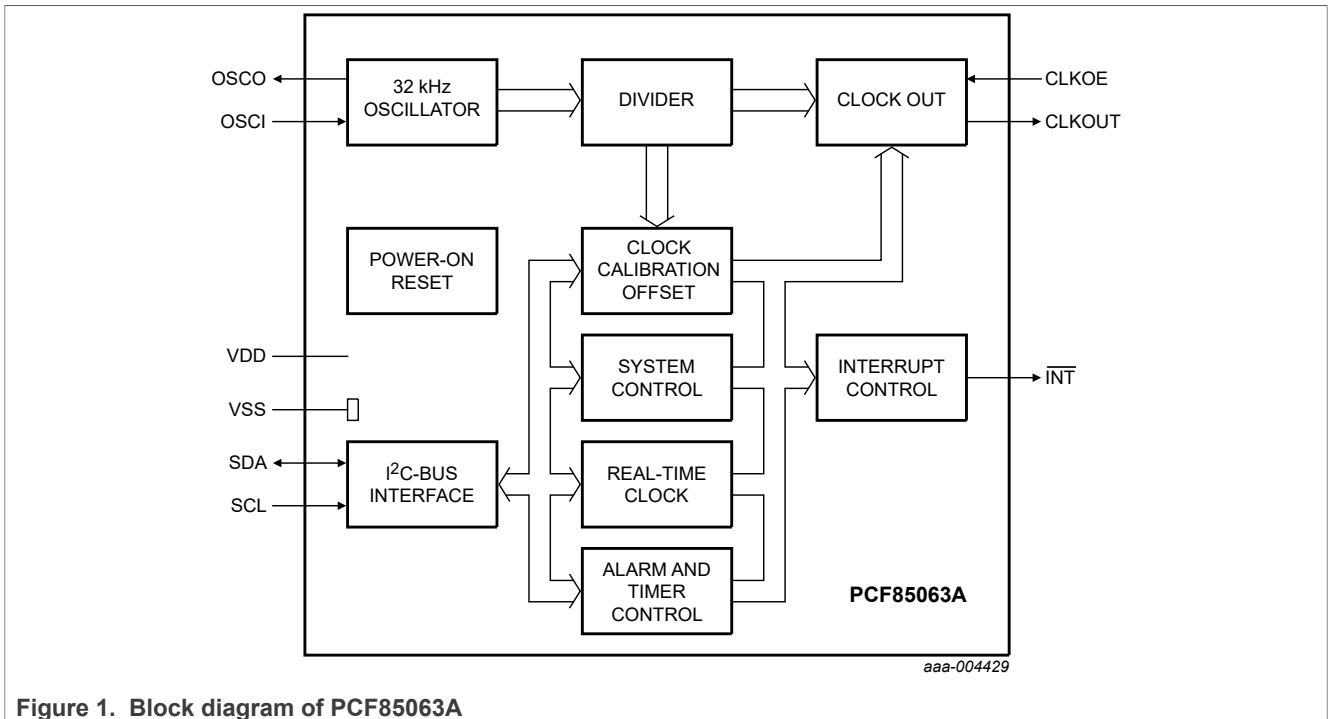 OSCO
OSCI
32 kHz
OSCILLATOR
DIVIDER
CLOCK OUT
CLKOE
CLKOUT
POWER-ON
RESET
CLOCK
CALIBRATION
OFFSET
VDD
VSS
SYSTEM
CONTROL
INTERRUPT
CONTROL
INT
SDA
SCL
I²C-BUS
INTERFACE
REAL-TIME
CLOCK
ALARM AND
TIMER
CONTROL
PCF85063A
aaa-004429
Figure 1. Block diagram of PCF85063A